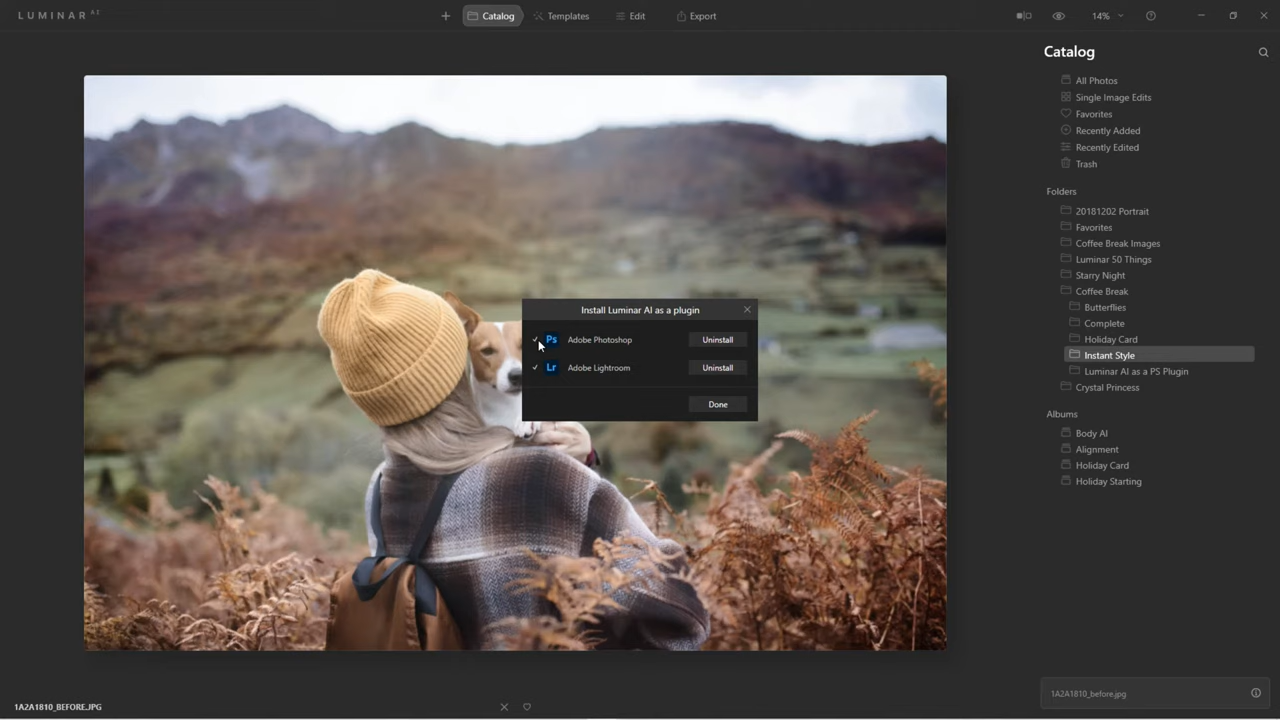 LUMINAR AI
Catalog
Templates
Edit
Export
14%
Catalog
All Photos
Single Image Edits
Favorites
Recently Added
Recently Edited
Trash
Folders
20181202 Portrait
Favorites
Coffee Break Images
Luminar 50 Things
Starry Night
Coffee Break
Butterflies
Complete
Holiday Card
Instant Style
Luminar AI as a PS Plugin
Crystal Princess
Albums
Body AI
Alignment
Holiday Card
Holiday Starting
Install Luminar AI as a plugin
Ps Adobe Photoshop Uninstall
Lr Adobe Lightroom Uninstall
Done
1A2A1810_before.jpg
1A2A1810_BEFORE.JPG